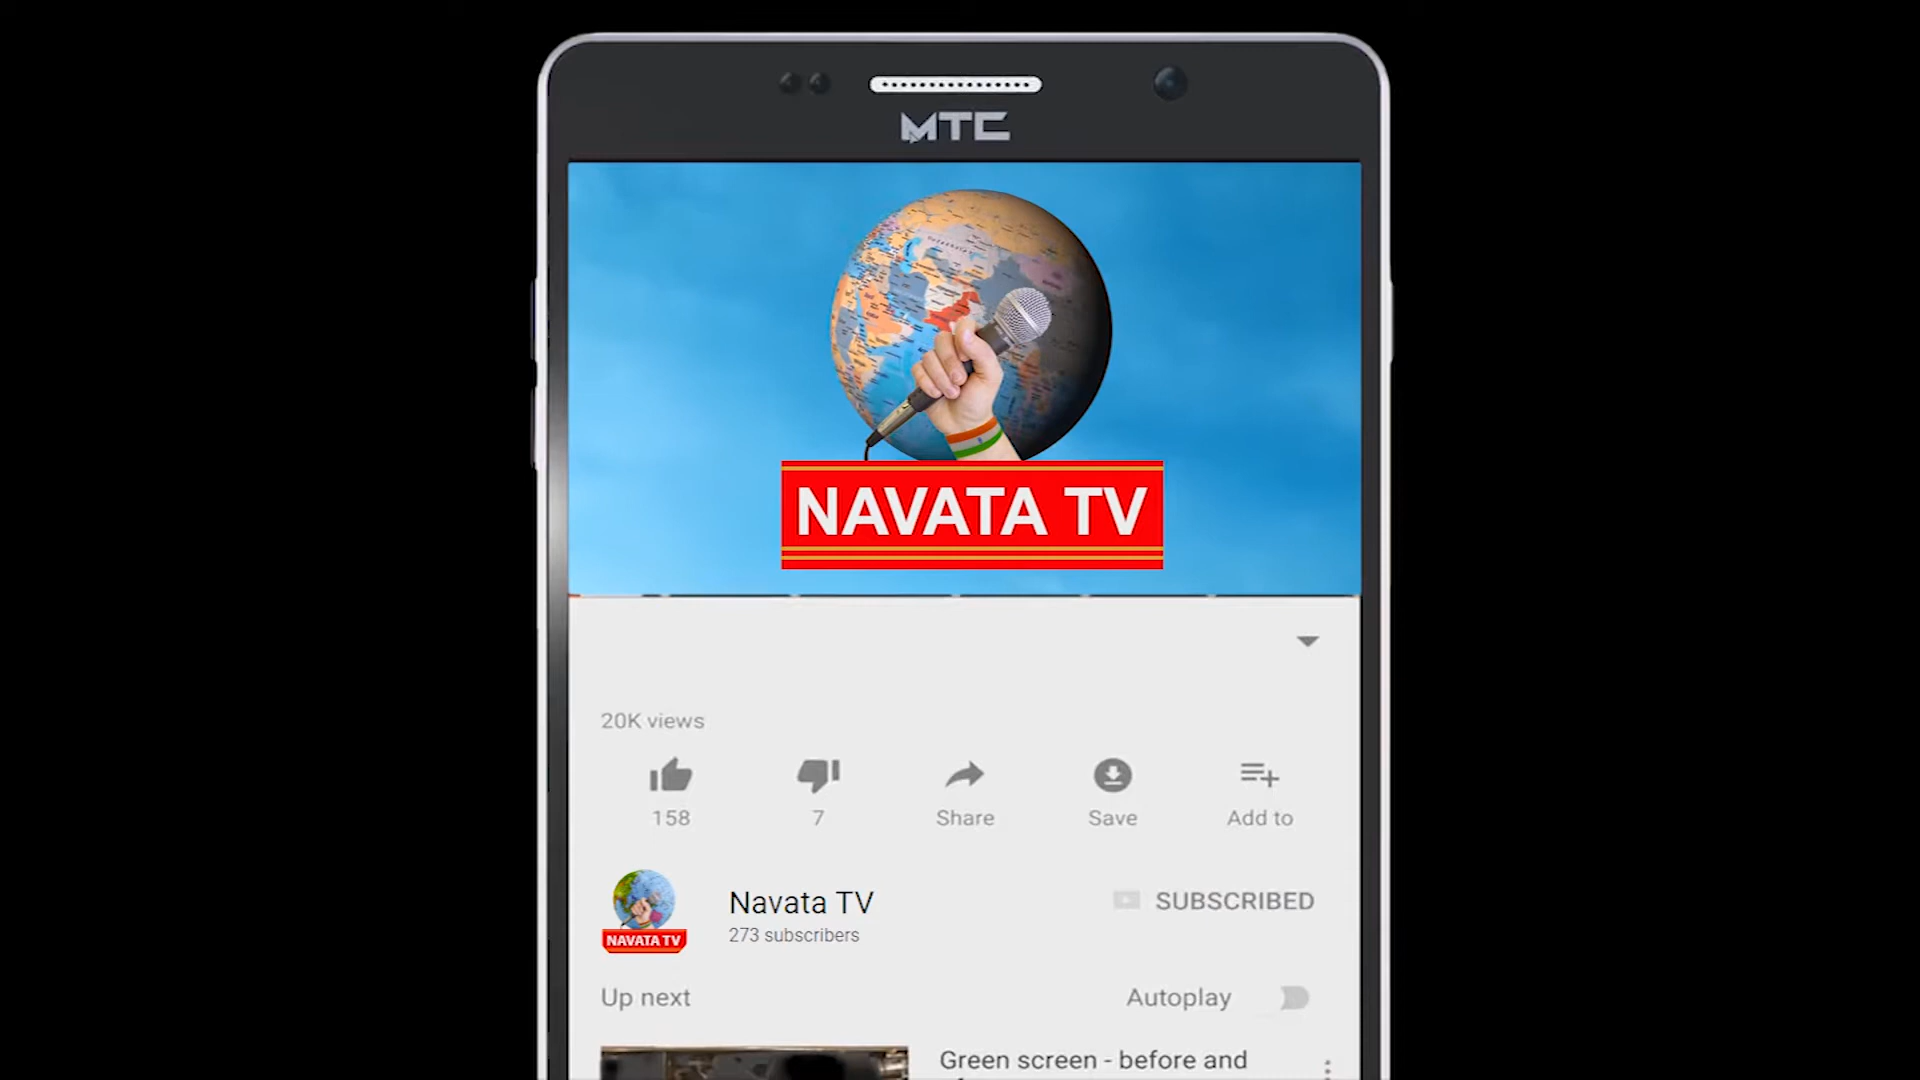 MTC
NAVATA TV
20K views
158
7
Share
Save
Add to
NAVATA TV
Navata TV
273 subscribers
SUBSCRIBED
Up next
Autoplay
Green screen - before and